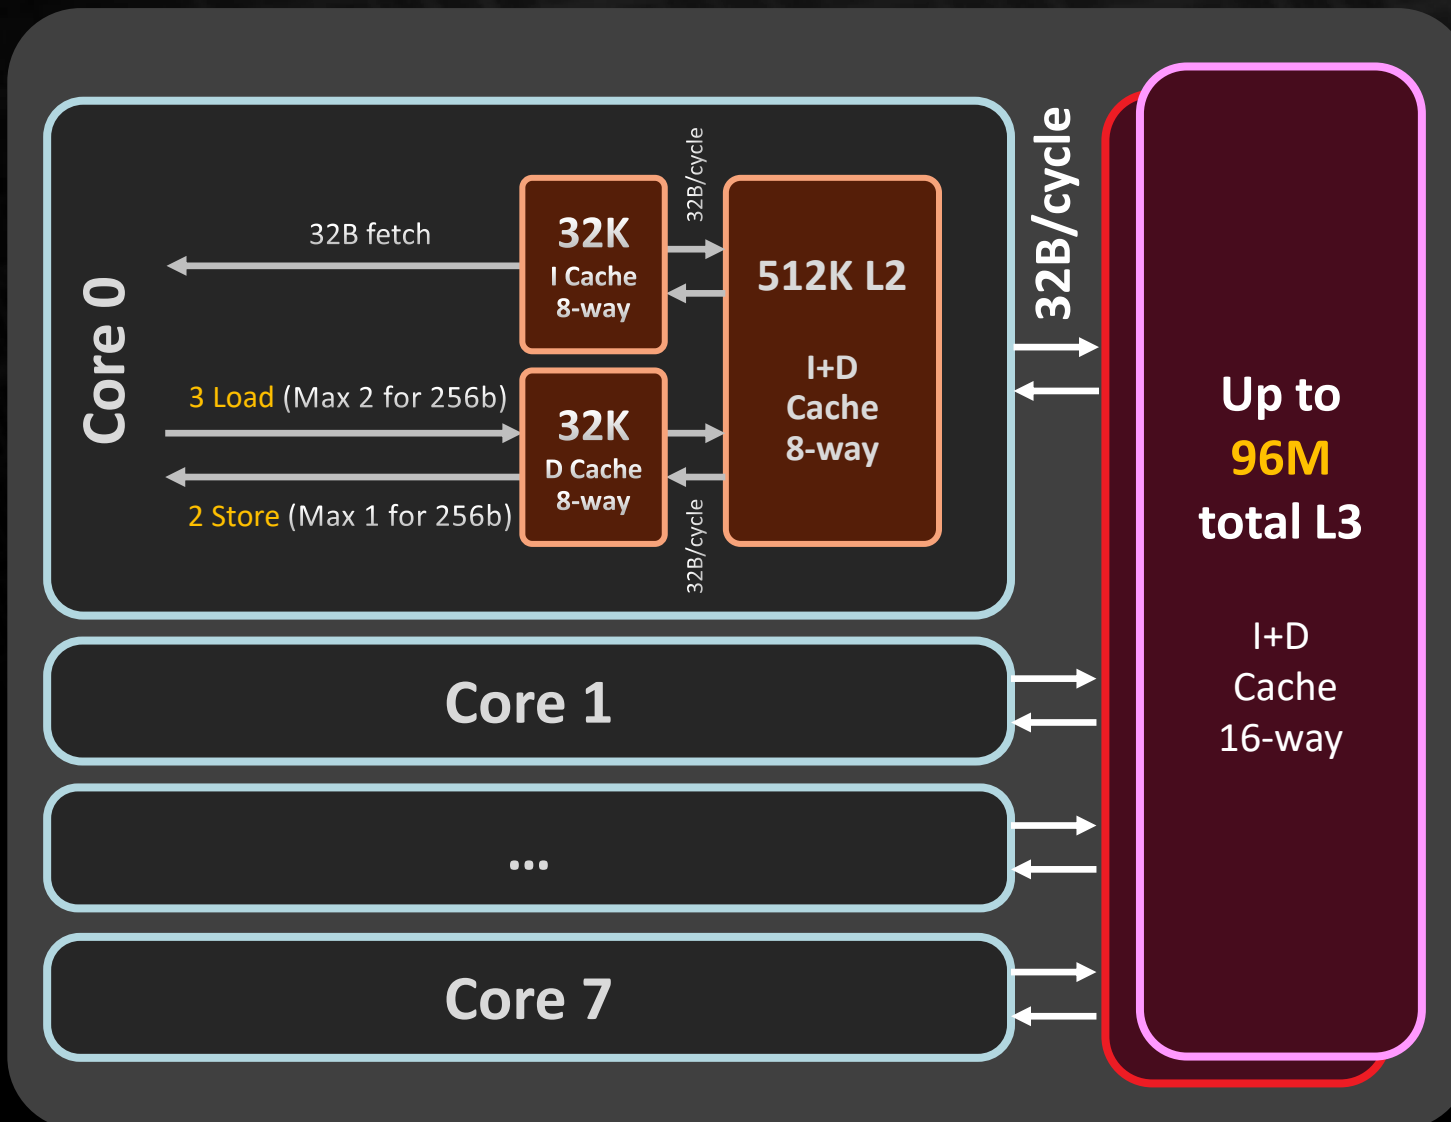 Core 0
32B fetch
3 Load (Max 2 for 256b)
2 Store (Max 1 for 256b)
32K
I Cache
8-way
32K
D Cache
8-way
32B/cycle
32B/cycle
512K L2
I+D
Cache
8-way
32B/cycle
Up to
96M
total L3
I+D
Cache
16-way
Core 1
...
Core 7